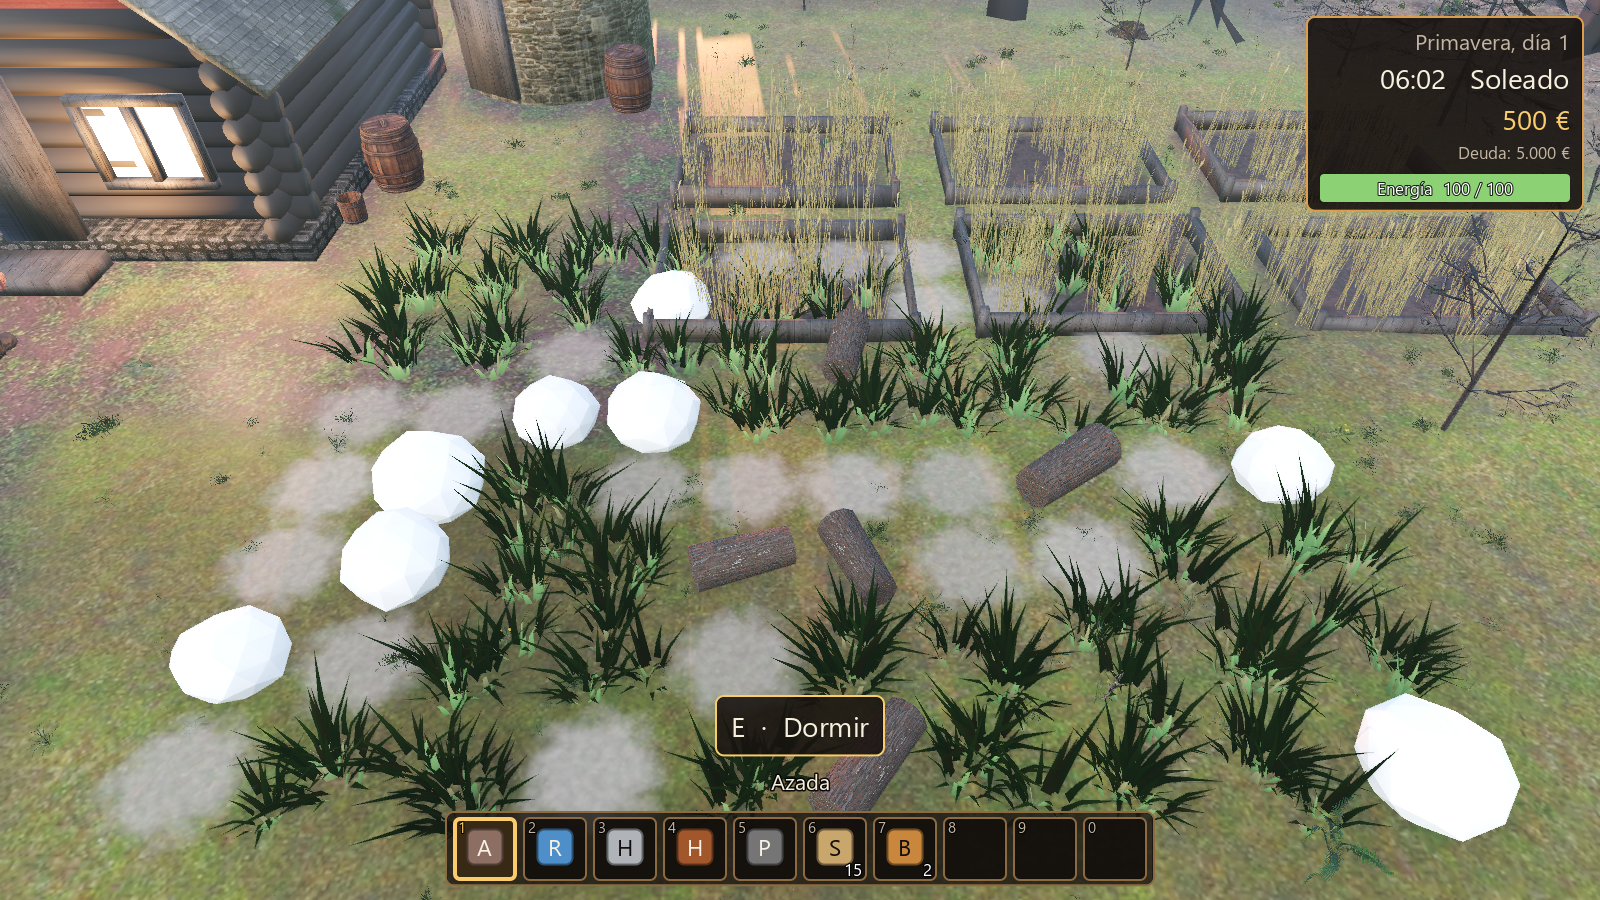 Primavera, día 1
06:02 Soleado
500 €
Deuda: 5.000 €
Energía 100 / 100
E · Dormir
Azada
1 2 3 4 5 6 7 8 9 0
A R H H P S B
15 2